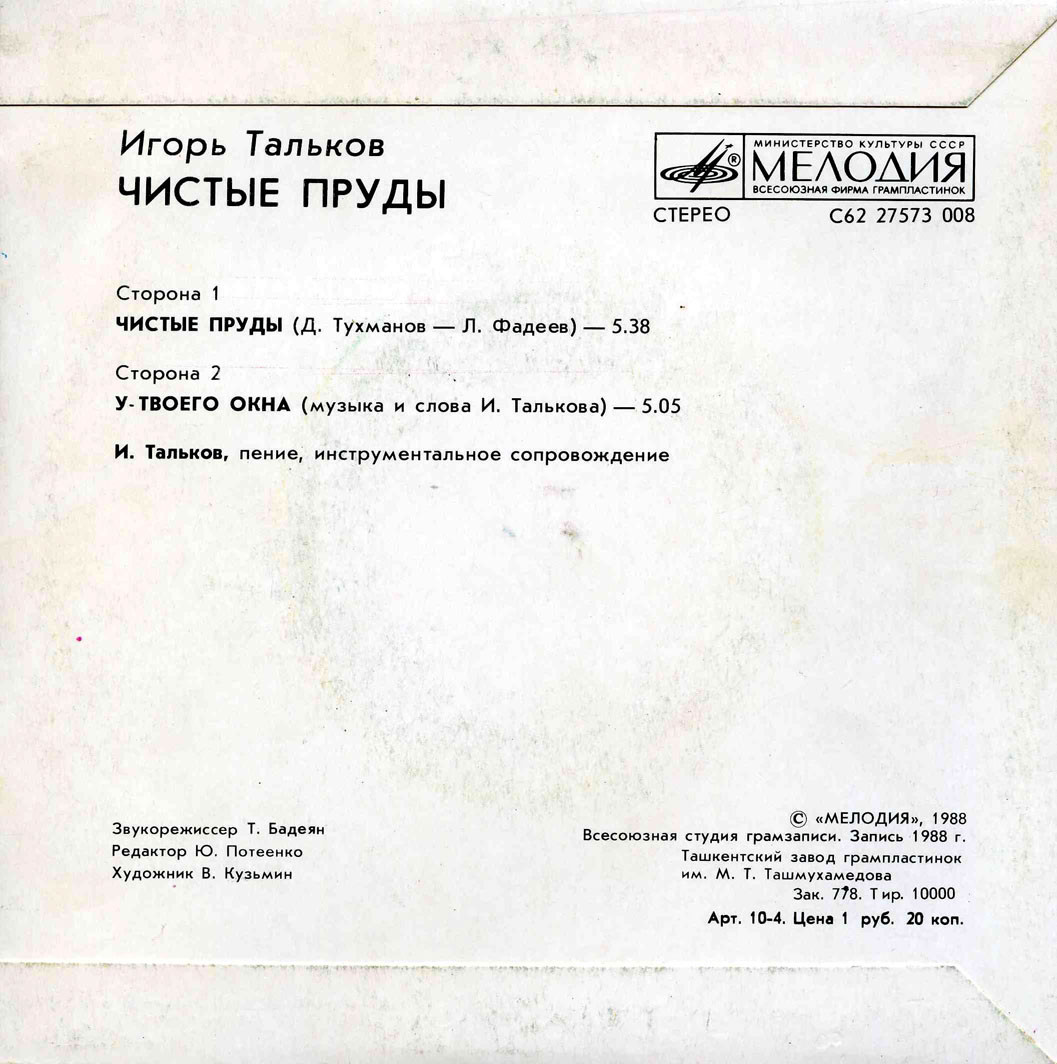 Игорь Тальков
ЧИСТЫЕ ПРУДЫ
МИНИСТЕРСТВО КУЛЬТУРЫ СССР
МЕЛОДИЯ
ВСЕСОЮЗНАЯ ФИРМА ГРАМПЛАСТИНОК
®
СТЕРЕО С62 27573 008
Сторона 1
ЧИСТЫЕ ПРУДЫ (Д. Тухманов — Л. Фадеев) — 5.38
Сторона 2
У ТВОЕГО ОКНА (музыка и слова И. Талькова) — 5.05
И. Тальков, пение, инструментальное сопровождение
Звукорежиссер Т. Бадеян
Редактор Ю. Потеенко
Художник В. Кузьмин
© «МЕЛОДИЯ», 1988
Всесоюзная студия грамзаписи. Запись 1988 г.
Ташкентский завод грампластинок
им. М. Т. Ташмухамедова
Зак. 778. Тир. 10000
Арт. 10-4. Цена 1 руб. 20 коп.